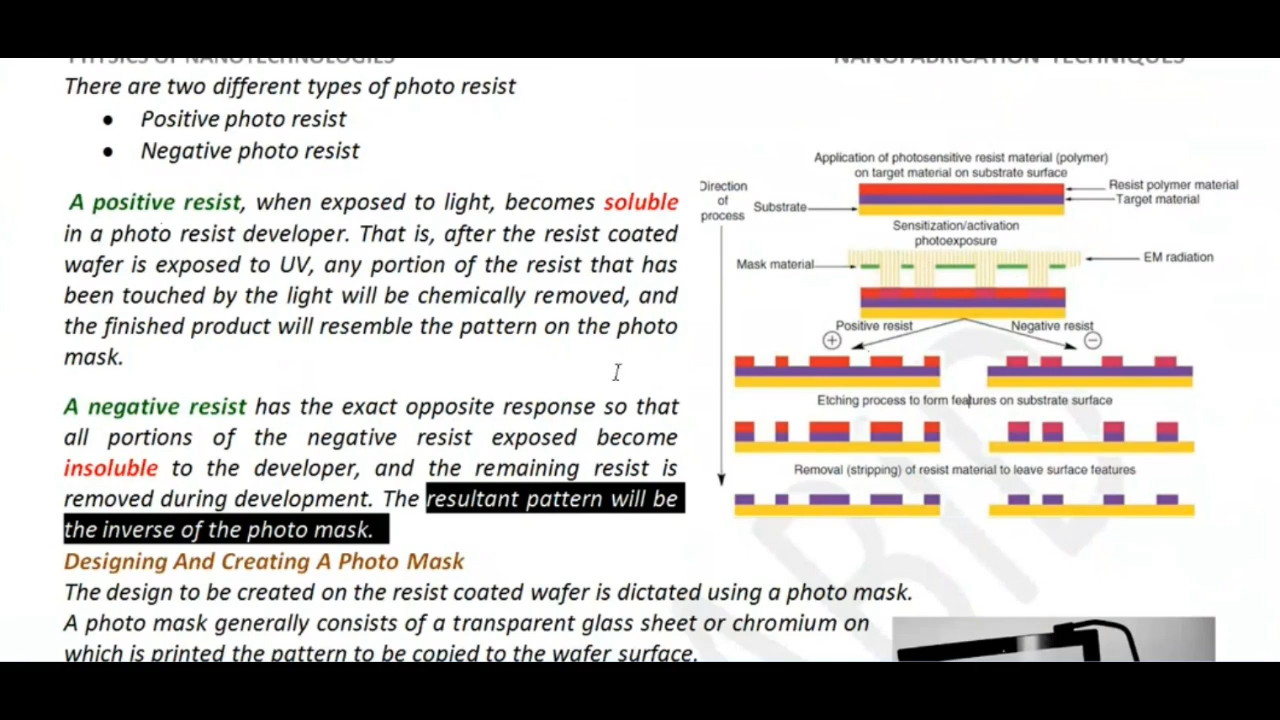 PHYSICS OF NANOTECHNOLOGIES
NANOFABRICATION TECHNIQUES
There are two different types of photo resist
• Positive photo resist
• Negative photo resist
A positive resist, when exposed to light, becomes soluble
in a photo resist developer. That is, after the resist coated
wafer is exposed to UV, any portion of the resist that has
been touched by the light will be chemically removed, and
the finished product will resemble the pattern on the photo
mask.
A negative resist has the exact opposite response so that
all portions of the negative resist exposed become
insoluble to the developer, and the remaining resist is
removed during development. The resultant pattern will be
the inverse of the photo mask.
Application of photosensitive resist material (polymer)
on target material on substrate surface
Direction
of
process
Substrate
Resist polymer material
Target material
Sensitization/activation
photoexposure
Mask material
EM radiation
Positive resist
Negative resist
+
−
Etching process to form features on substrate surface
Removal (stripping) of resist material to leave surface features
Designing And Creating A Photo Mask
The design to be created on the resist coated wafer is dictated using a photo mask.
A photo mask generally consists of a transparent glass sheet or chromium on
which is printed the pattern to be copied to the wafer surface.